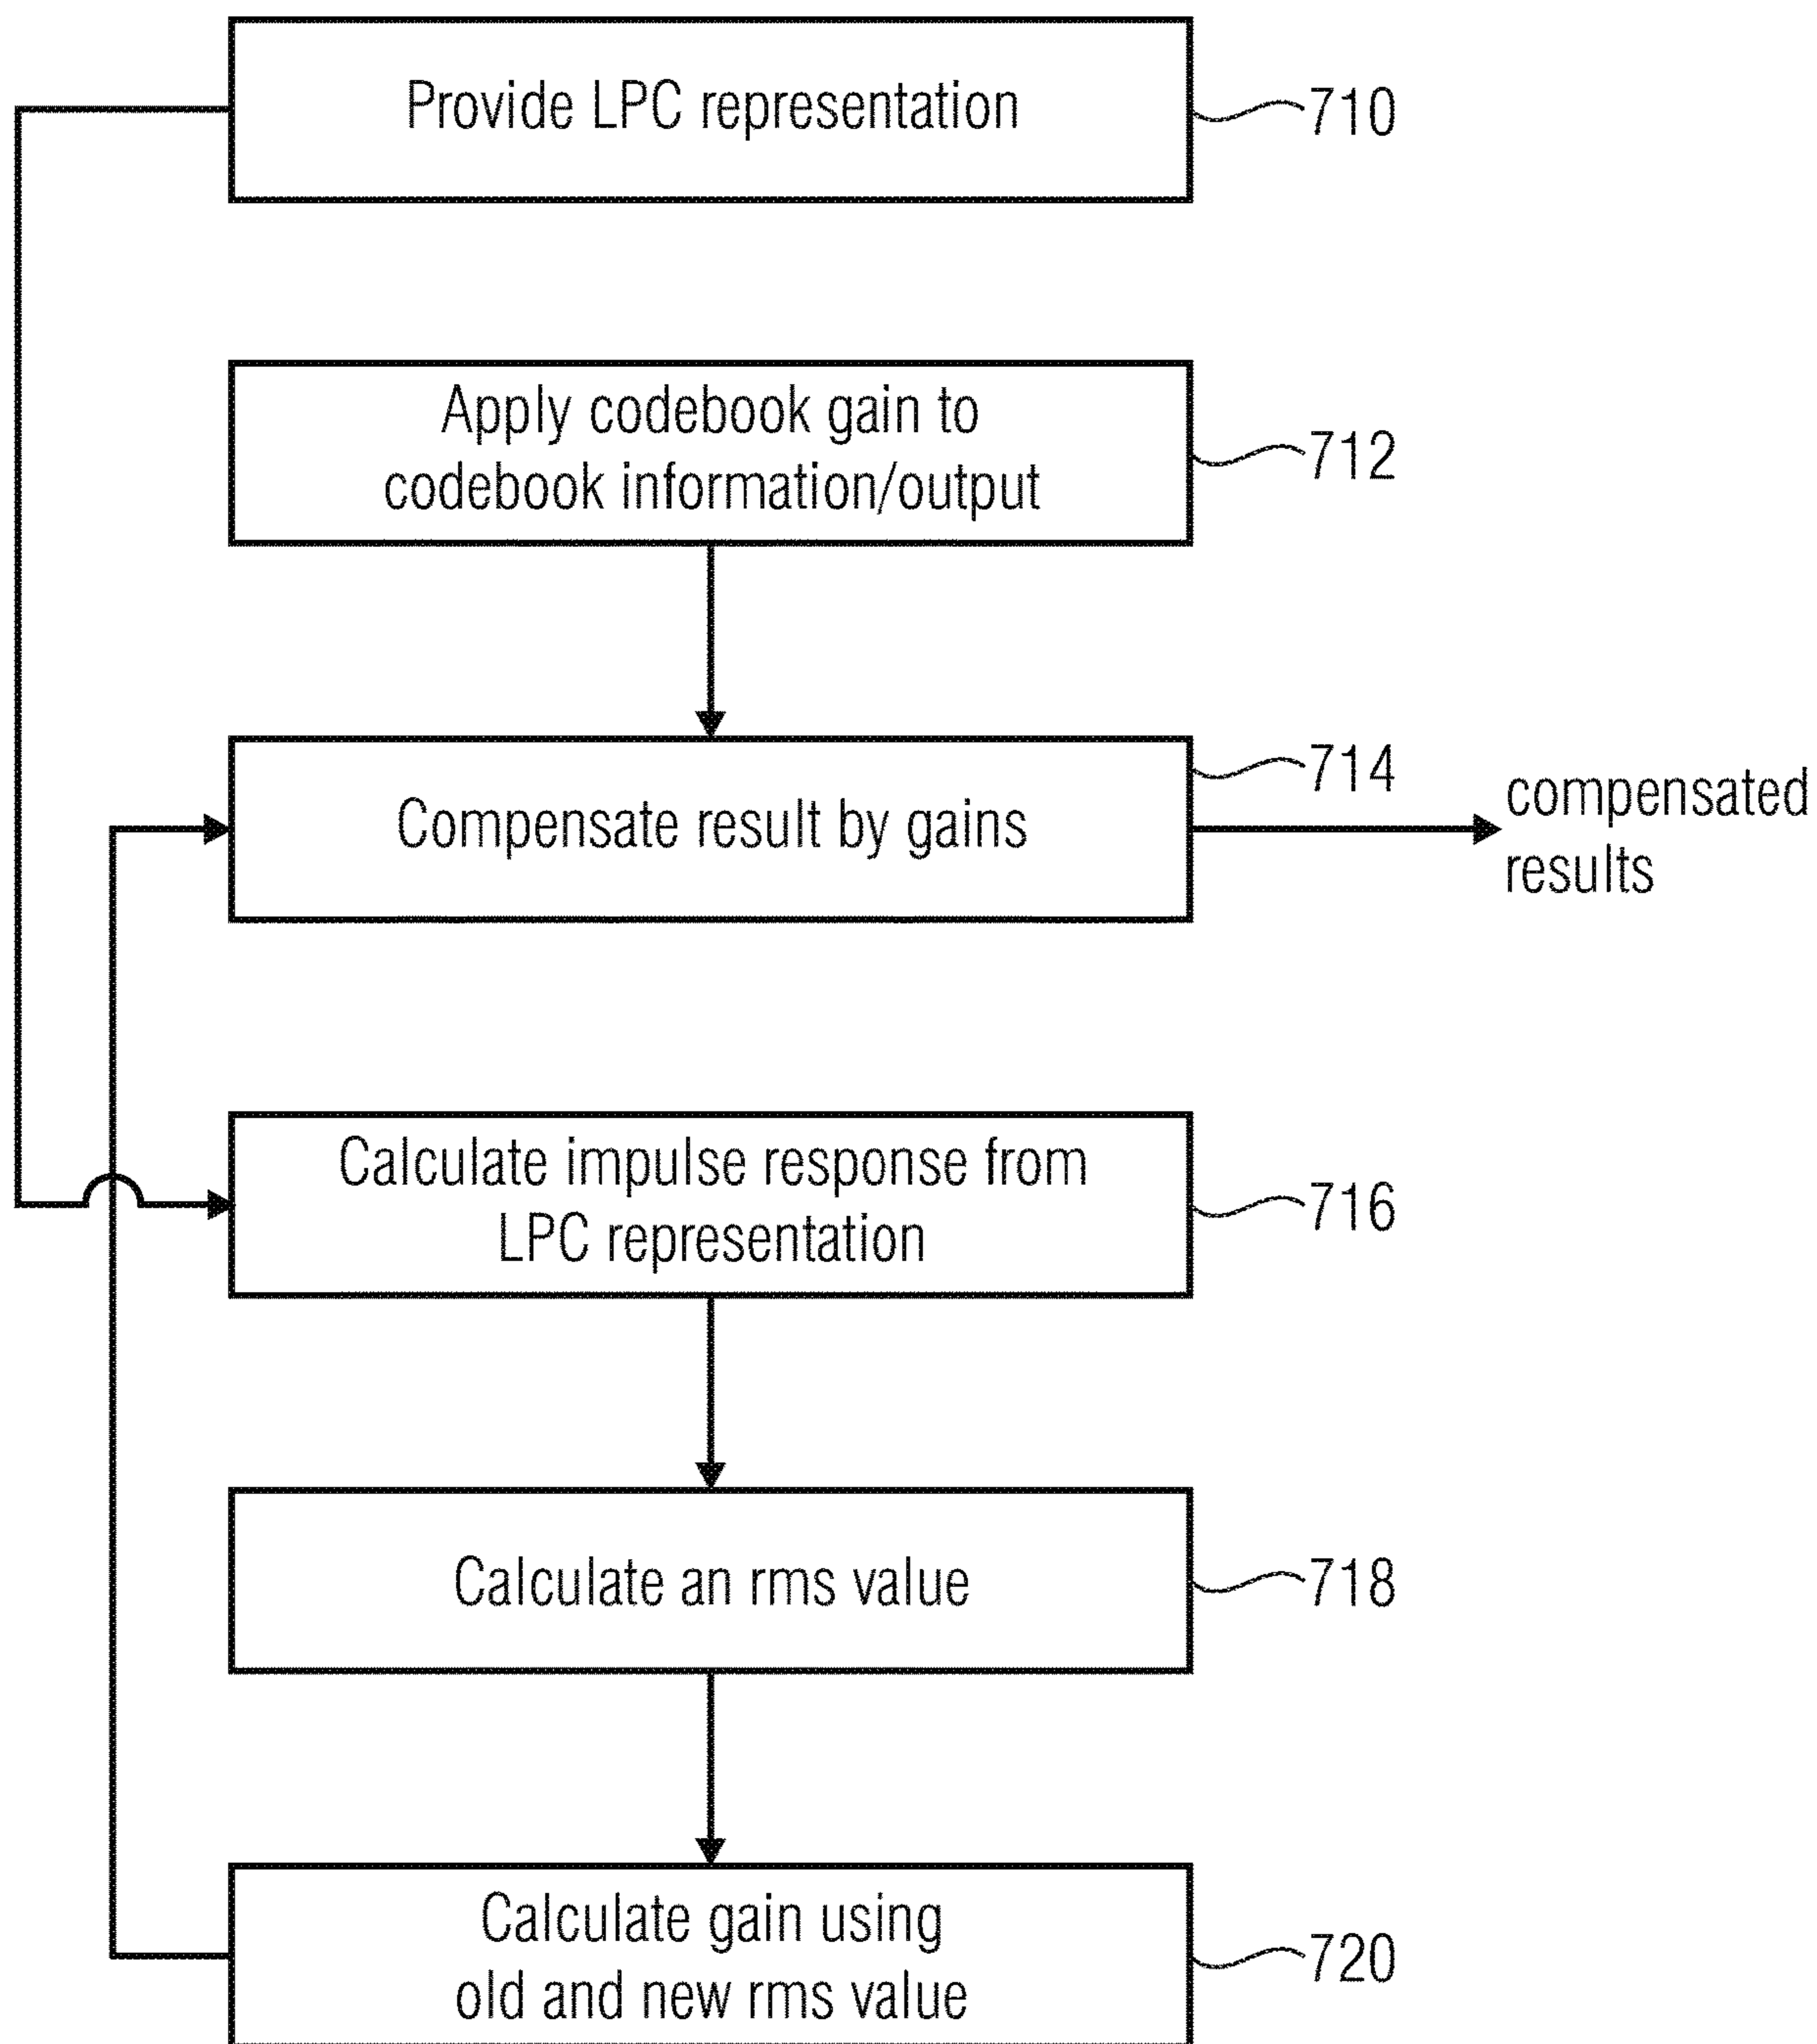 Provide LPC representation
710
Apply codebook gain to
codebook information/output
712
Compensate result by gains
714
compensated
results
Calculate impulse response from
LPC representation
716
Calculate an rms value
718
Calculate gain using
old and new rms value
720